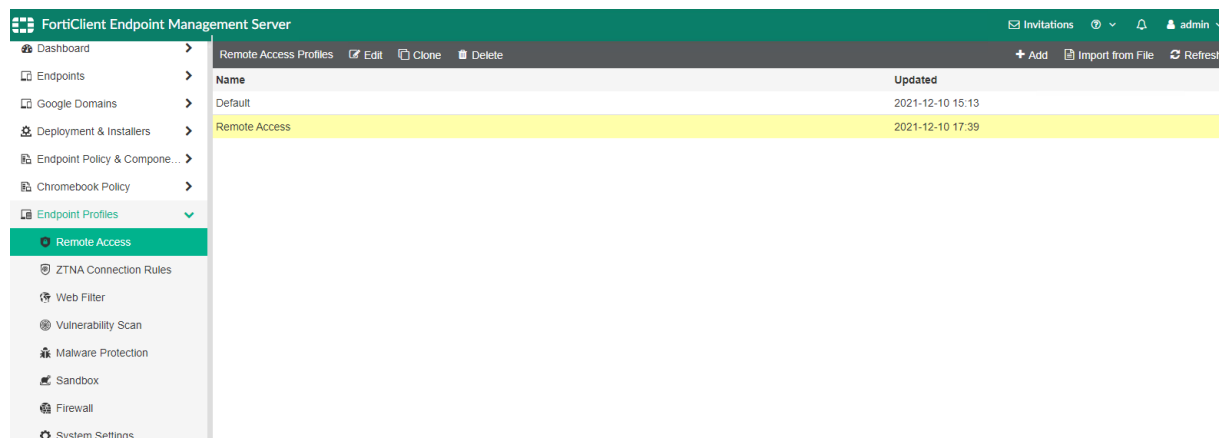 FortiClient Endpoint Management Server Invitations admin
Dashboard
Endpoints
Google Domains
Deployment & Installers
Endpoint Policy & Compone...
Chromebook Policy
Endpoint Profiles
Remote Access
ZTNA Connection Rules
Web Filter
Vulnerability Scan
Malware Protection
Sandbox
Firewall
System Settings
Remote Access Profiles Edit Clone Delete + Add Import from File Refresh
Name Updated
Default 2021-12-10 15:13
Remote Access 2021-12-10 17:39